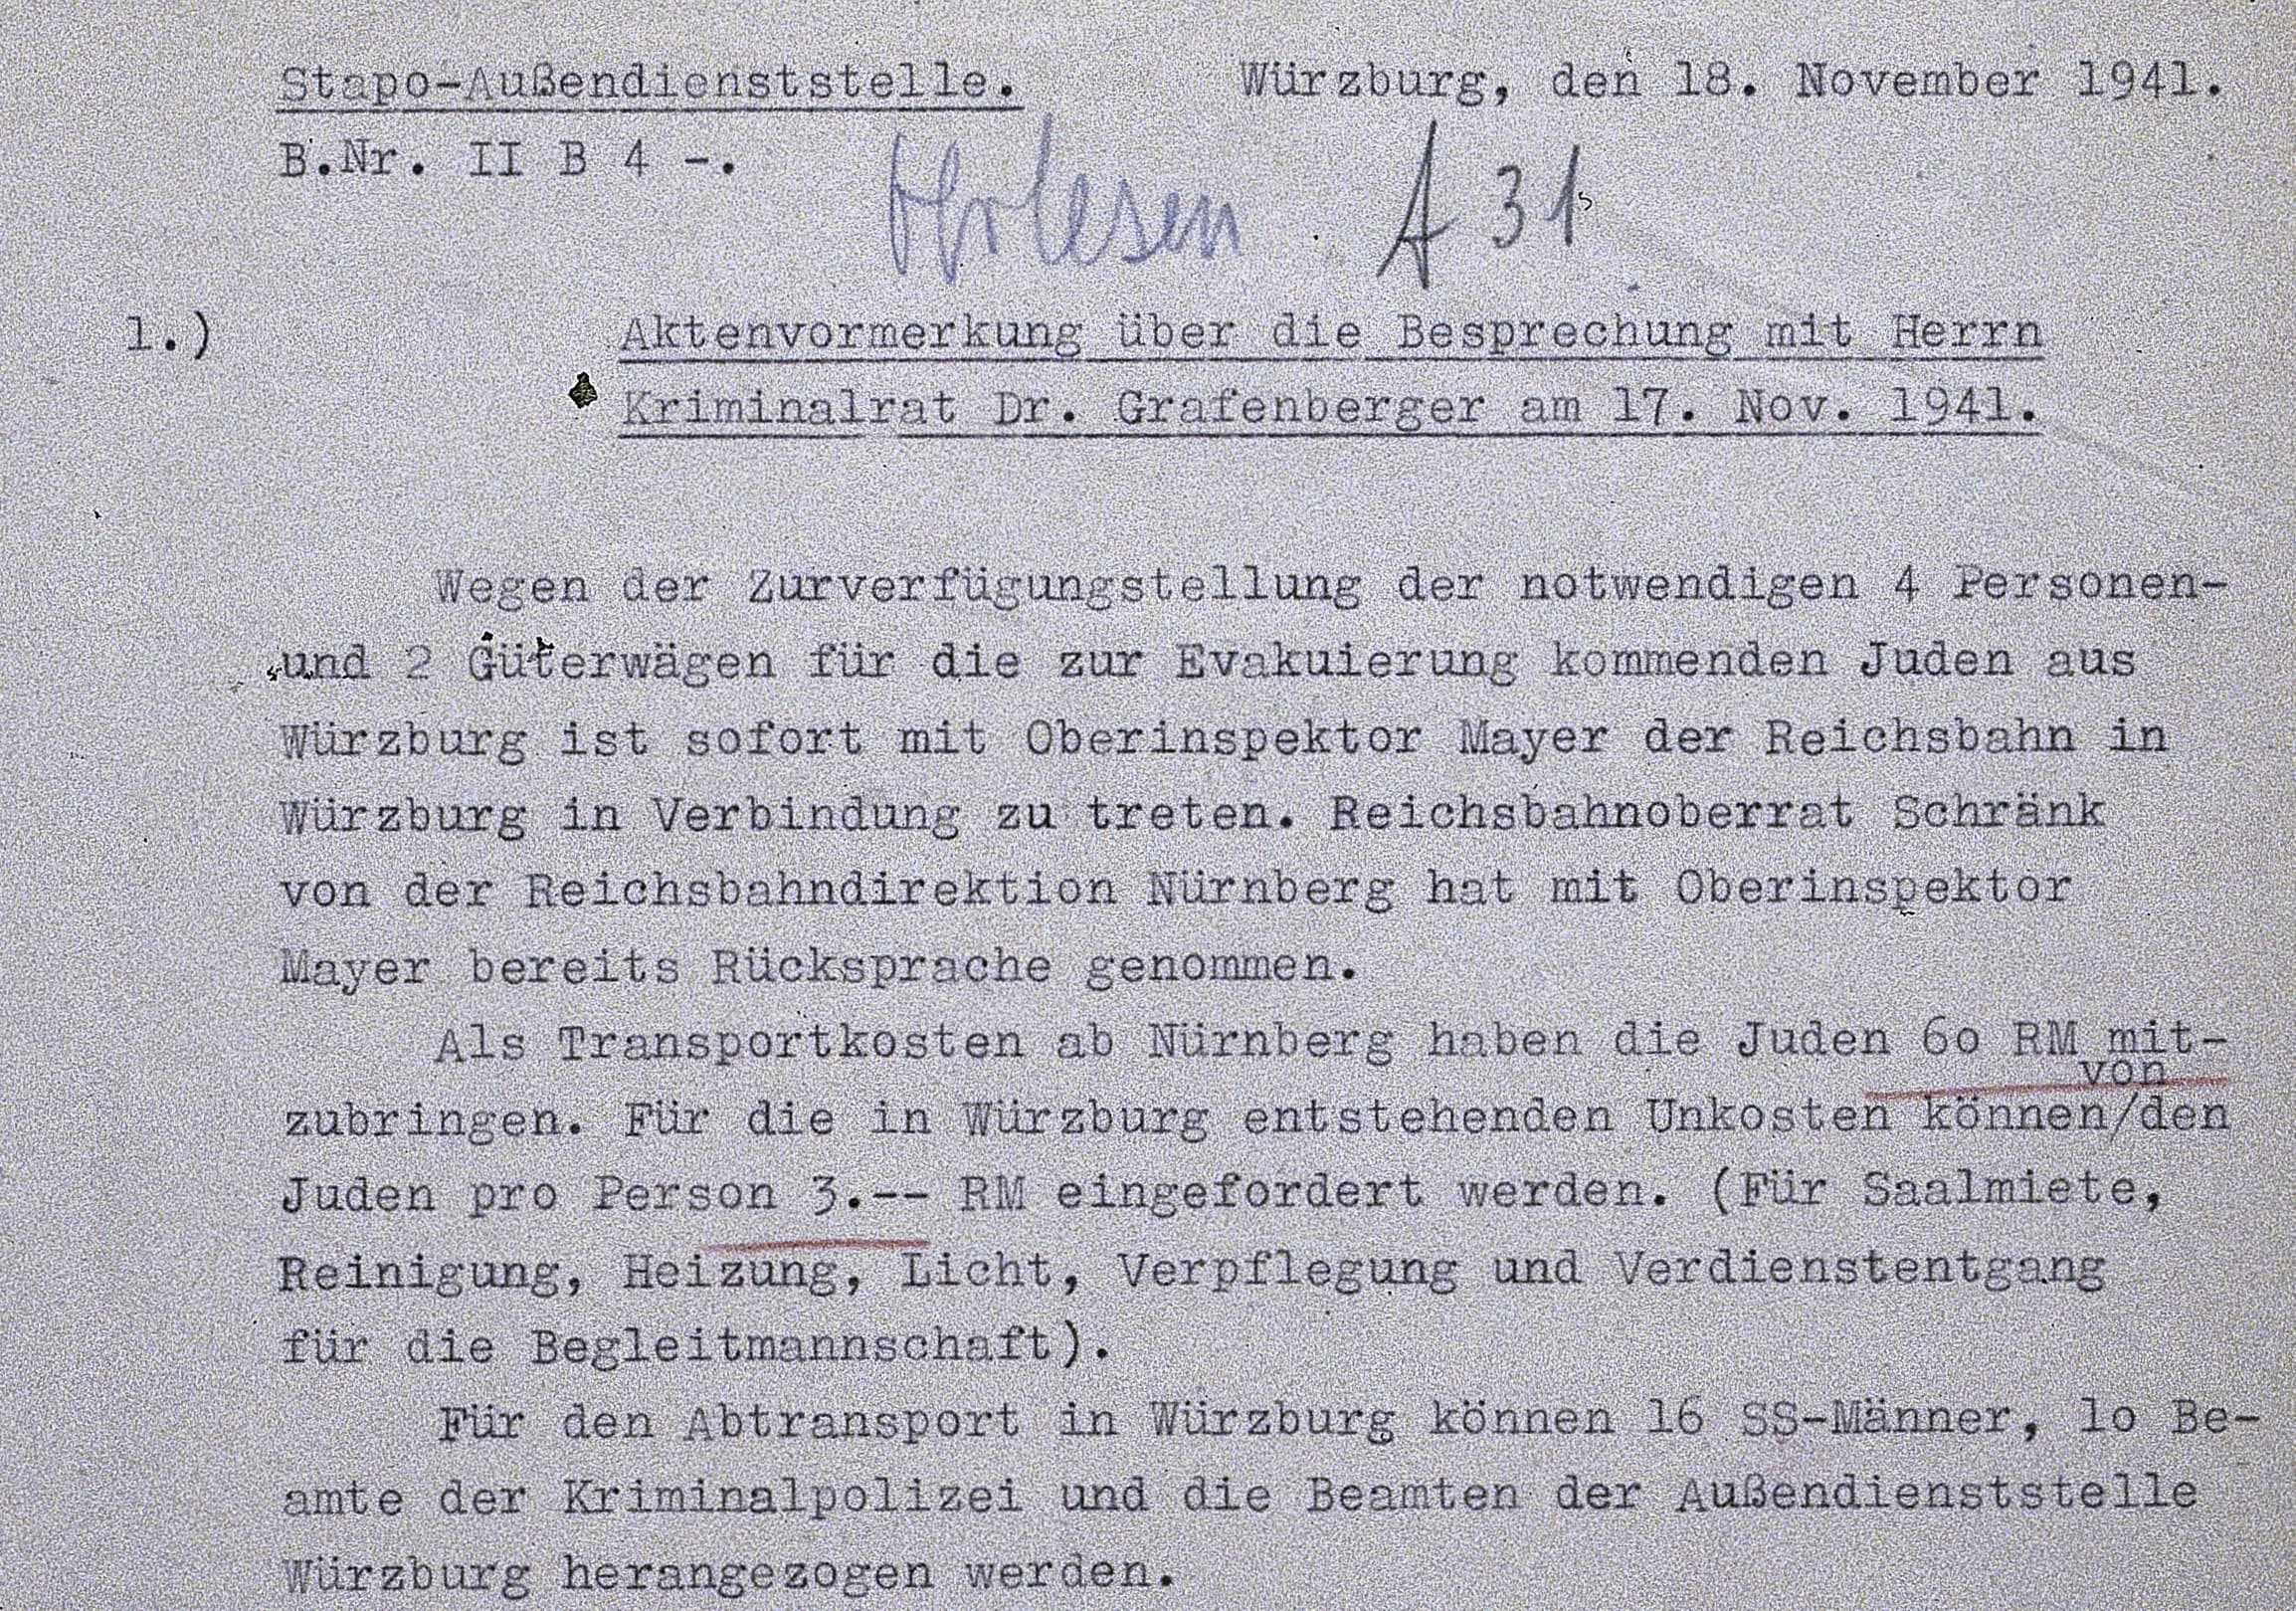 Stapo-Außendienststelle. Würzburg, den 18. November 1941.
B.Nr. II B 4 -.
A 31
1.) Aktenvormerkung über die Besprechung mit Herrn
Kriminalrat Dr. Grafenberger am 17. Nov. 1941.
Wegen der Zurverfügungstellung der notwendigen 4 Personen-
und 2 Güterwägen für die zur Evakuierung kommenden Juden aus
Würzburg ist sofort mit Oberinspektor Mayer der Reichsbahn in
Würzburg in Verbindung zu treten. Reichsbahnoberrat Schränk
von der Reichsbahndirektion Nürnberg hat mit Oberinspektor
Mayer bereits Rücksprache genommen.
Als Transportkosten ab Nürnberg haben die Juden 6o RM mit-
von
zubringen. Für die in Würzburg entstehenden Unkosten können/den
Juden pro Person 3.-- RM eingefordert werden. (Für Saalmiete,
Reinigung, Heizung, Licht, Verpflegung und Verdienstentgang
für die Begleitmannschaft).
Für den Abtransport in Würzburg können 16 SS-Männer, 1o Be-
amte der Kriminalpolizei und die Beamten der Außendienststelle
Würzburg herangezogen werden.